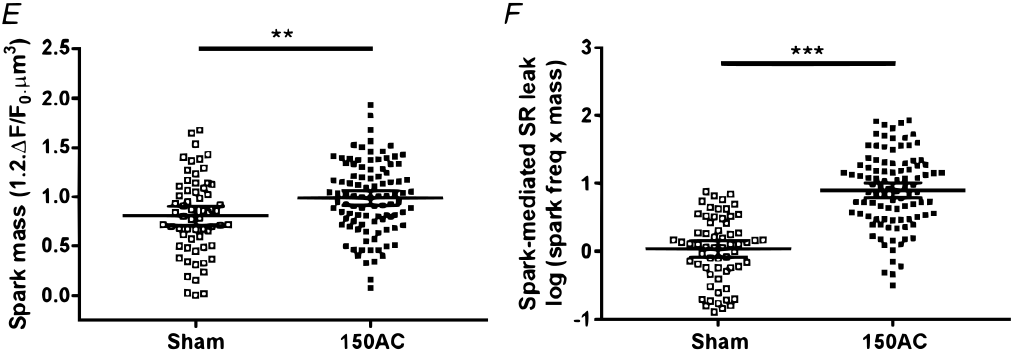 E
Spark mass (1.2.ΔF/F₀.µm³)
2.5
2.0
1.5
1.0
0.5
0.0
**
Sham
150AC
F
Spark-mediated SR leak
log (spark freq x mass)
3
2
1
0
-1
***
Sham
150AC